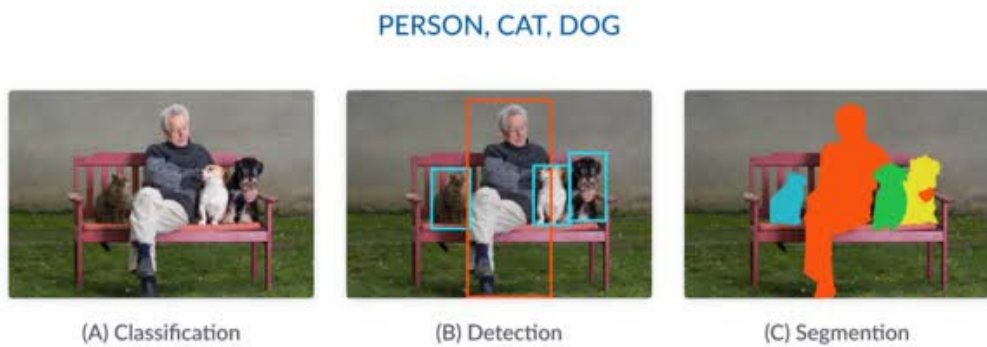 PERSON, CAT, DOG
(A) Classification
(B) Detection
(C) Segmention